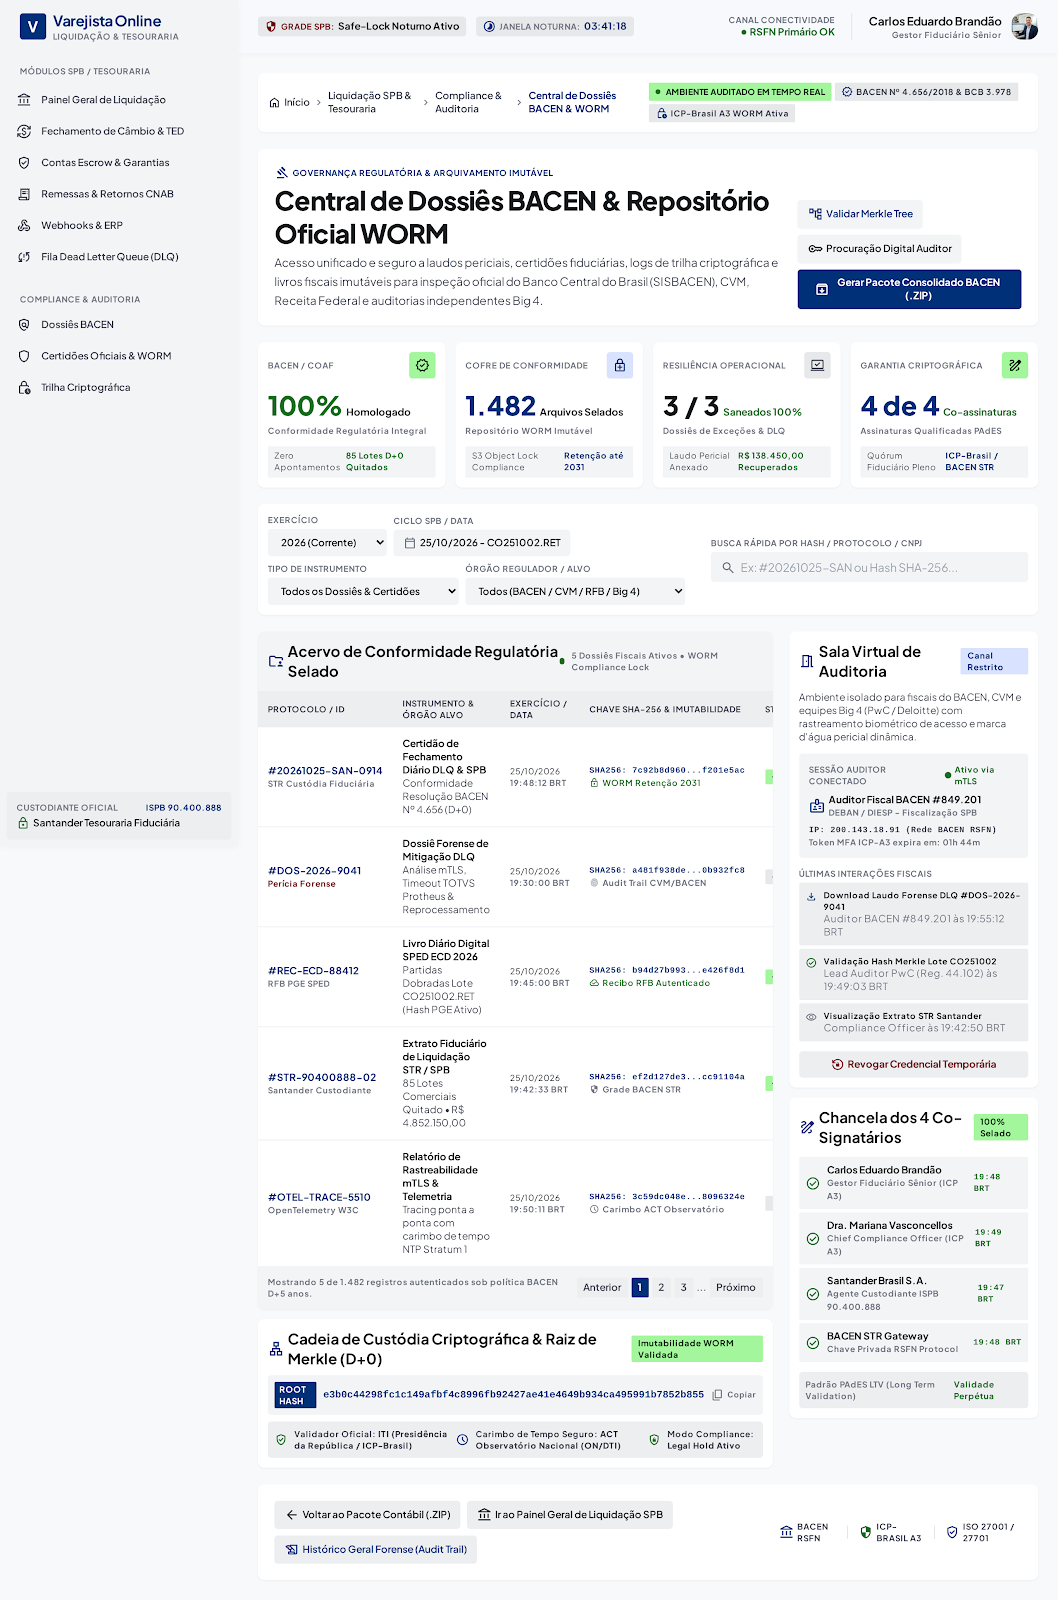 V
Varejista Online
LIQUIDAÇÃO & TESOURARIA
MÓDULOS SPB / TESOURARIA
Painel Geral de Liquidação
Fechamento de Câmbio & TED
Contas Escrow & Garantias
Remessas & Retornos CNAB
Webhooks & ERP
Fila Dead Letter Queue (DLQ)
COMPLIANCE & AUDITORIA
Dossiês BACEN
Certidões Oficiais & WORM
Trilha Criptográfica
CUSTODIANTE OFICIAL
ISPB 90.400.888
Santander Tesouraria Fiduciária
GRADE SPB: Safe-Lock Noturno Ativo
JANELA NOTURNA: 03:41:18
CANAL CONECTIVIDADE
RSFN Primário OK
Carlos Eduardo Brandão
Gestor Fiduciário Sênior
Início
Liquidação SPB &
Tesouraria
Compliance &
Auditoria
Central de Dossiês
BACEN & WORM
AMBIENTE AUDITADO EM TEMPO REAL
BACEN Nº 4.656/2018 & BCB 3.978
ICP-Brasil A3 WORM Ativa
GOVERNANÇA REGULATÓRIA & ARQUIVAMENTO IMUTÁVEL
Central de Dossiês BACEN & Repositório
Oficial WORM
Acesso unificado e seguro a laudos periciais, certidões fiduciárias, logs de trilha criptográfica e
livros fiscais imutáveis para inspeção oficial do Banco Central do Brasil (SISBACEN), CVM,
Receita Federal e auditorias independentes Big 4.
Validar Merkle Tree
Procuração Digital Auditor
Gerar Pacote Consolidado BACEN
(.ZIP)
BACEN / COAF
100% Homologado
Conformidade Regulatória Integral
Zero
Apontamentos
85 Lotes D+0
Quitados
COFRE DE CONFORMIDADE
1.482 Arquivos Selados
Repositório WORM Imutável
S3 Object Lock
Compliance
Retenção até
2031
RESILIÊNCIA OPERACIONAL
3 / 3 Saneados 100%
Dossiês de Exceções & DLQ
Laudo Pericial
Anexado
R$ 138.450,00
Recuperados
GARANTIA CRIPTOGRÁFICA
4 de 4 Co-assinaturas
Assinaturas Qualificadas PAdES
Quórum
Fiduciário Pleno
ICP-Brasil /
BACEN STR
EXERCÍCIO
2026 (Corrente)
CICLO SPB / DATA
25/10/2026 - CO251002.RET
TIPO DE INSTRUMENTO
Todos os Dossiês & Certidões
ÓRGÃO REGULADOR / ALVO
Todos (BACEN / CVM / RFB / Big 4)
BUSCA RÁPIDA POR HASH / PROTOCOLO / CNPJ
Ex: #20261025-SAN ou Hash SHA-256...
Acervo de Conformidade Regulatória
Selado
5 Dossiês Fiscais Ativos • WORM
Compliance Lock
PROTOCOLO / ID
INSTRUMENTO &
ÓRGÃO ALVO
EXERCÍCIO /
DATA
CHAVE SHA-256 & IMUTABILIDADE
ST
#20261025-SAN-0914
STR Custódia Fiduciária
Certidão de
Fechamento
Diário DLQ & SPB
Conformidade
Resolução BACEN
Nº 4.656 (D+0)
25/10/2026
19:48:12 BRT
SHA256: 7c92b8d960...f201e5ac
WORM Retenção 2031
#DOS-2026-9041
Perícia Forense
Dossiê Forense de
Mitigação DLQ
Análise mTLS,
Timeout TOTVS
Protheus &
Reprocessamento
25/10/2026
19:30:00 BRT
SHA256: a481f938de...0b932fc8
Audit Trail CVM/BACEN
#REC-ECD-88412
RFB PGE SPED
Livro Diário Digital
SPED ECD 2026
Partidas
Dobradas Lote
CO251002.RET
(Hash PGE Ativo)
25/10/2026
19:45:00 BRT
SHA256: b94d27b993...e426f8d1
Recibo RFB Autenticado
#STR-90400888-02
Santander Custodiante
Extrato Fiduciário
de Liquidação
STR / SPB
85 Lotes
Comerciais
Quitado • R$
4.852.150,00
25/10/2026
19:42:33 BRT
SHA256: ef2d127de3...cc91104a
Grade BACEN STR
#OTEL-TRACE-5510
OpenTelemetry W3C
Relatório de
Rastreabilidade
mTLS &
Telemetria
Tracing ponta a
ponta com
carimbo de tempo
NTP Stratum 1
25/10/2026
19:50:11 BRT
SHA256: 3c59dc048e...8096324e
Carimbo ACT Observatório
Mostrando 5 de 1.482 registros autenticados sob política BACEN
D+5 anos.
Anterior
1
2
3
...
Próximo
Cadeia de Custódia Criptográfica & Raiz de
Merkle (D+0)
Imutabilidade WORM
Validada
ROOT
HASH
e3b0c44298fc1c149afbf4c8996fb92427ae41e4649b934ca495991b7852b855
Copiar
Validador Oficial: ITI (Presidência
da República / ICP-Brasil)
Carimbo de Tempo Seguro: ACT
Observatório Nacional (ON/DTI)
Modo Compliance:
Legal Hold Ativo
Sala Virtual de
Auditoria
Canal
Restrito
Ambiente isolado para fiscais do BACEN, CVM e
equipes Big 4 (PwC / Deloitte) com
rastreamento biométrico de acesso e marca
d'água pericial dinâmica.
SESSÃO AUDITOR
CONECTADO
Ativo via
mTLS
Auditor Fiscal BACEN #849.201
DEBAN / DIESP - Fiscalização SPB
IP: 200.143.18.91 (Rede BACEN RSFN)
Token MFA ICP-A3 expira em: 01h 44m
ÚLTIMAS INTERAÇÕES FISCAIS
Download Laudo Forense DLQ #DOS-2026-
9041
Auditor BACEN #849.201 às 19:55:12
BRT
Validação Hash Merkle Lote CO251002
Lead Auditor PwC (Reg. 44.102) às
19:49:03 BRT
Visualização Extrato STR Santander
Compliance Officer às 19:42:50 BRT
Revogar Credencial Temporária
Chancela dos 4 Co-
Signatários
100%
Selado
Carlos Eduardo Brandão
Gestor Fiduciário Sênior (ICP
A3)
19:48
BRT
Dra. Mariana Vasconcellos
Chief Compliance Officer (ICP
A3)
19:49
BRT
Santander Brasil S.A.
Agente Custodiante ISPB
90.400.888
19:47
BRT
BACEN STR Gateway
Chave Privada RSFN Protocol
19:48 BRT
Padrão PAdES LTV (Long Term
Validation)
Validade
Perpétua
Voltar ao Pacote Contábil (.ZIP)
Ir ao Painel Geral de Liquidação SPB
Histórico Geral Forense (Audit Trail)
BACEN
RSFN
ICP-
BRASIL A3
ISO 27001 /
27701